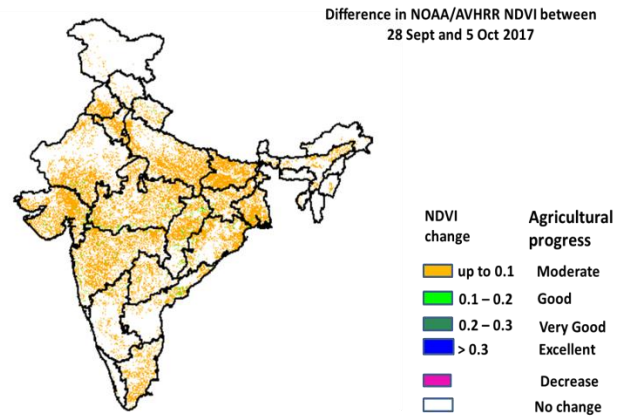 Difference in NOAA/AVHRR NDVI between
28 Sept and 5 Oct 2017
NDVI change
Agricultural progress
up to 0.1 Moderate
0.1 – 0.2 Good
0.2 – 0.3 Very Good
> 0.3 Excellent
Decrease
No change